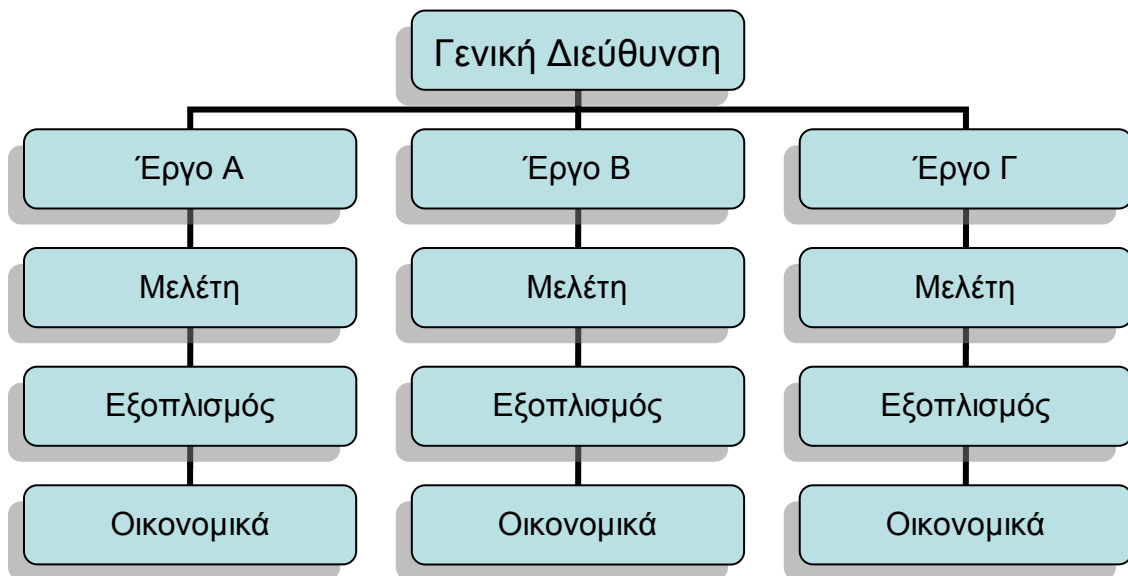 Γενική Διεύθυνση
Έργο Α
Έργο Β
Έργο Γ
Μελέτη
Μελέτη
Μελέτη
Εξοπλισμός
Εξοπλισμός
Εξοπλισμός
Οικονομικά
Οικονομικά
Οικονομικά